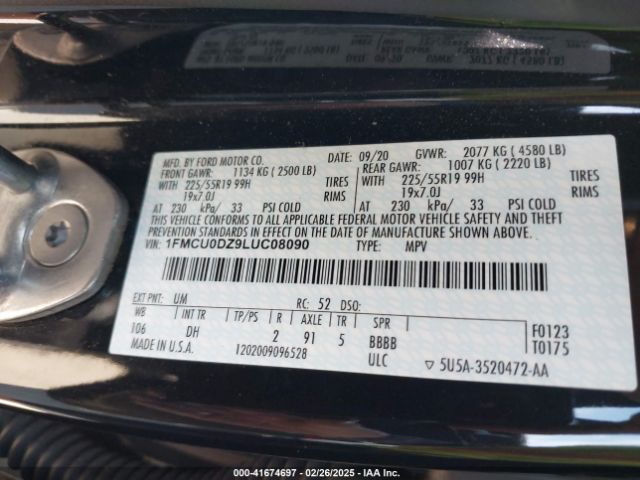 MFD. BY FORD MOTOR CO.
DATE: 09/20 GVWR: 2077 KG ( 4580 LB)
FRONT GAWR: 1134 KG ( 2500 LB) REAR GAWR: 1007 KG ( 2220 LB)
WITH 225/55R19 99H TIRES WITH 225/55R19 99H TIRES
19x7.0J RIMS 19x7.0J RIMS
AT 230 kPa/ 33 PSI COLD AT 230 kPa/ 33 PSI COLD
THIS VEHICLE CONFORMS TO ALL APPLICABLE FEDERAL MOTOR VEHICLE SAFETY AND THEFT
PREVENTION STANDARDS IN EFFECT ON THE DATE OF MANUFACTURE SHOWN ABOVE.
VIN: 1FMCU0DZ9LUC08090 TYPE: MPV
EXT PNT: UM RC: 52 DSO:
WB INT TR TP/PS R AXLE TR SPR
106 DH 2 91 5 BBBB F0123
MADE IN U.S.A. 1202009096528 ULC T0175
5U5A-3520472-AA
000-41674697 - 02/26/2025 - IAA Inc.